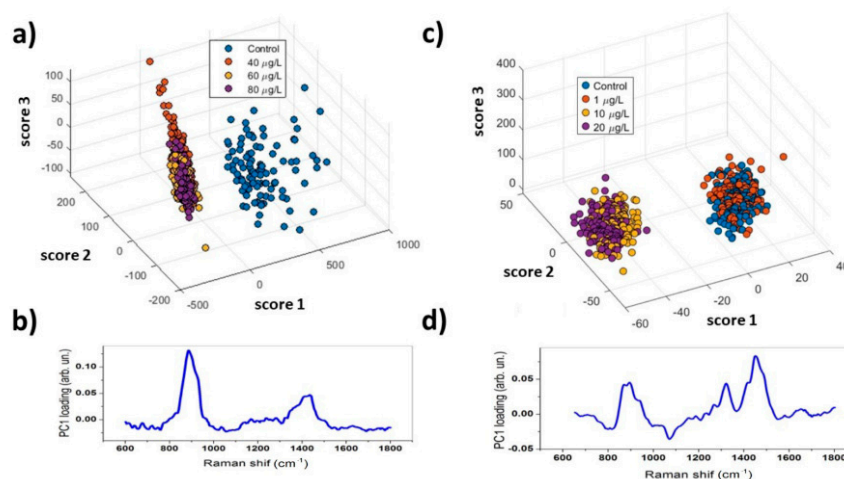 a)
Control
40 µg/L
60 µg/L
80 µg/L
score 3
100
50
0
-50
-100
200
100
0
-100
-200
score 2
-500
0
500
1000
score 1
b)
PC1 loading (arb. un.)
0.10
0.05
0.00
600
800
1000
1200
1400
1600
1800
Raman shif (cm⁻¹)
c)
Control
1 µg/L
10 µg/L
20 µg/L
score 3
400
300
200
100
0
50
0
-50
score 2
-60
-40
-20
0
20
40
score 1
d)
PC1 loading (arb. un.)
0.05
0.00
-0.05
600
800
1000
1200
1400
1600
1800
Raman shif (cm⁻¹)